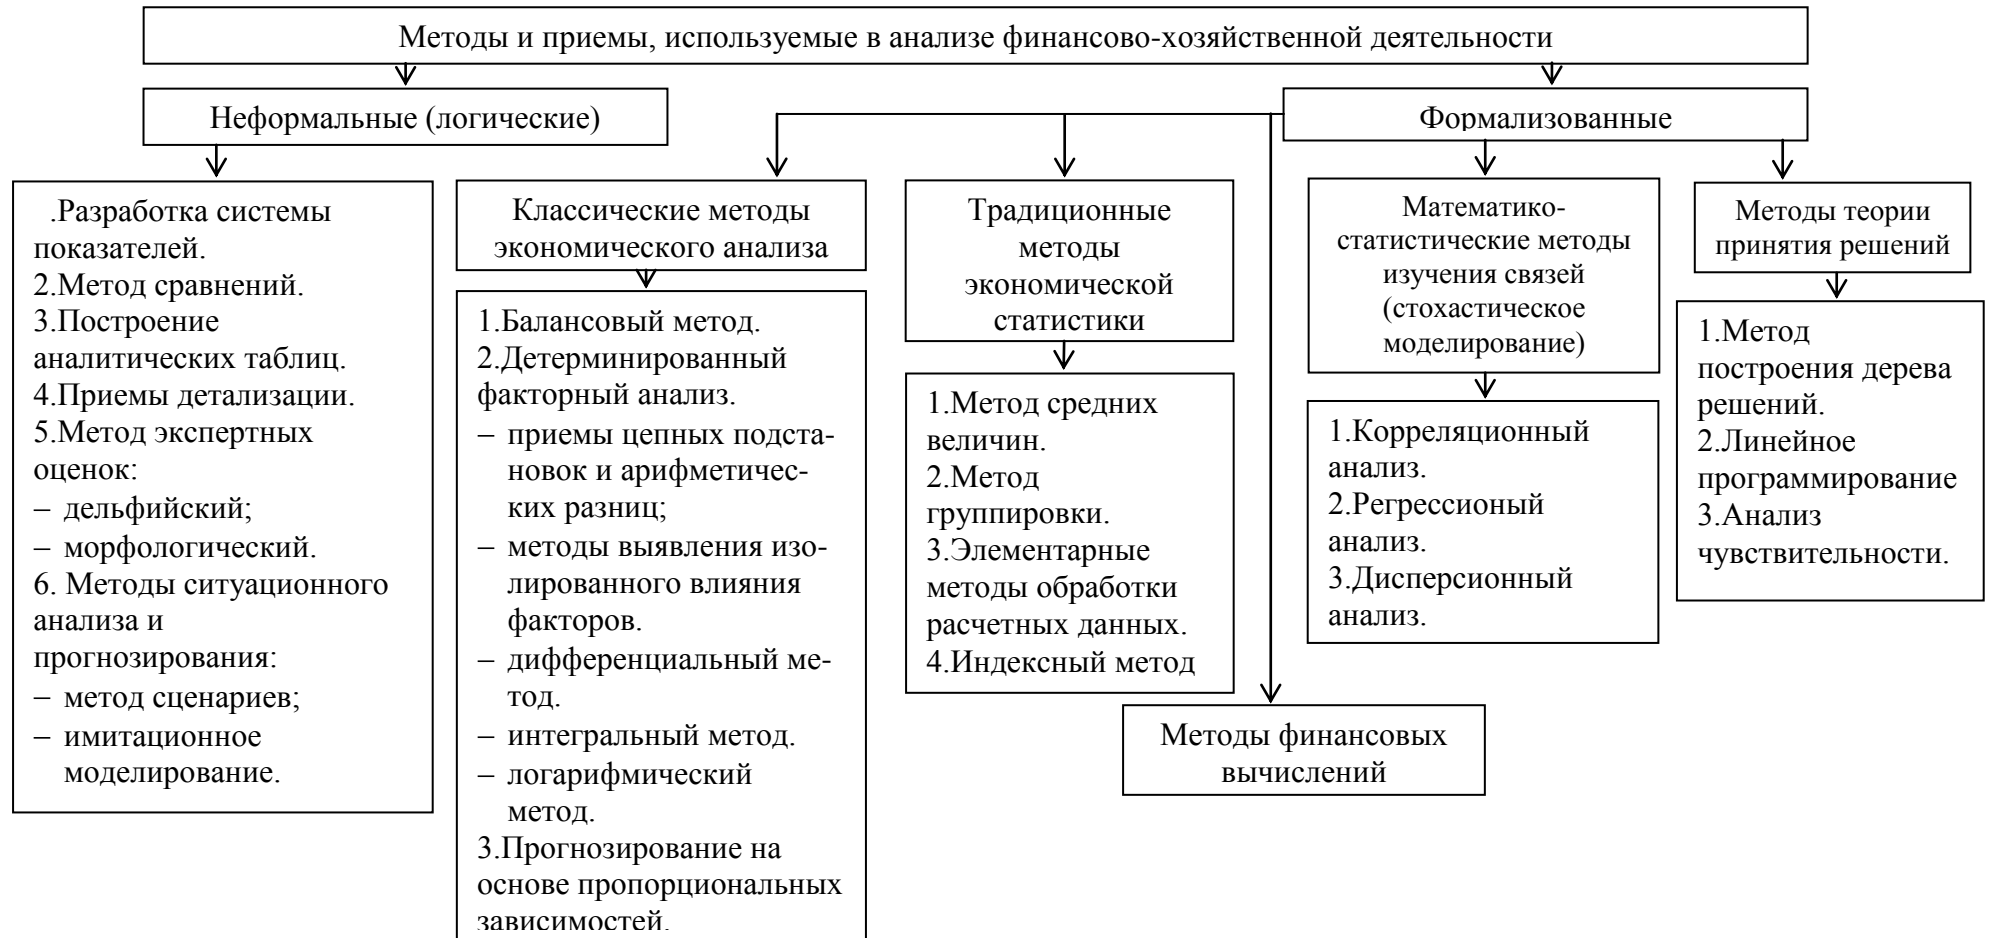 Методы и приемы, используемые в анализе финансово-хозяйственной деятельности
Неформальные (логические)
Формализованные
.Разработка системы
показателей.
2.Метод сравнений.
3.Построение
аналитических таблиц.
4.Приемы детализации.
5.Метод экспертных
оценок:
– дельфийский;
– морфологический.
6. Методы ситуационного
анализа и
прогнозирования:
– метод сценариев;
– имитационное
моделирование.
Классические методы
экономического анализа
1.Балансовый метод.
2.Детерминированный
факторный анализ.
– приемы цепных подста-
новок и арифметичес-
ких разниц;
– методы выявления изо-
лированного влияния
факторов.
– дифференциальный ме-
тод.
– интегральный метод.
– логарифмический
метод.
3.Прогнозирование на
основе пропорциональных
зависимостей.
Традиционные
методы
экономической
статистики
1.Метод средних
величин.
2.Метод
группировки.
3.Элементарные
методы обработки
расчетных данных.
4.Индексный метод
Методы финансовых
вычислений
Математико-
статистические методы
изучения связей
(стохастическое
моделирование)
1.Корреляционный
анализ.
2.Регрессионый
анализ.
3.Дисперсионный
анализ.
Методы теории
принятия решений
1.Метод
построения дерева
решений.
2.Линейное
программирование
3.Анализ
чувствительности.